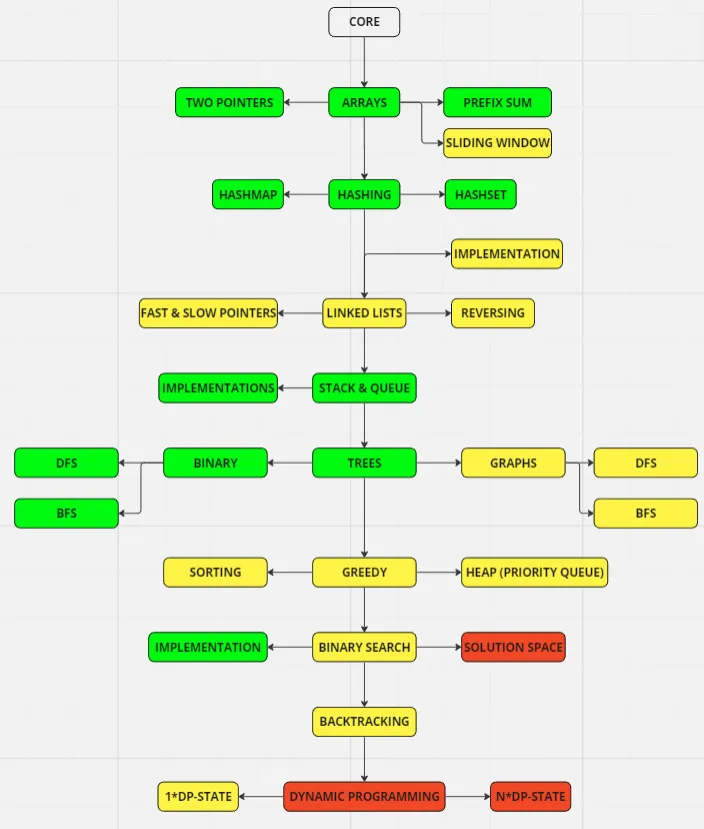 CORE
TWO POINTERS
ARRAYS
PREFIX SUM
SLIDING WINDOW
HASHMAP
HASHING
HASHSET
IMPLEMENTATION
FAST & SLOW POINTERS
LINKED LISTS
REVERSING
IMPLEMENTATIONS
STACK & QUEUE
DFS
BINARY
TREES
GRAPHS
DFS
BFS
BFS
SORTING
GREEDY
HEAP (PRIORITY QUEUE)
IMPLEMENTATION
BINARY SEARCH
SOLUTION SPACE
BACKTRACKING
1*DP-STATE
DYNAMIC PROGRAMMING
N*DP-STATE